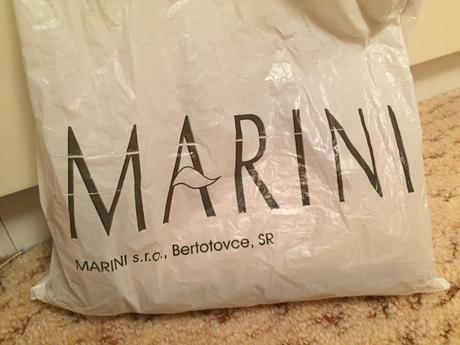 MARINI
MARINI s.r.o., Bertotovce, SR